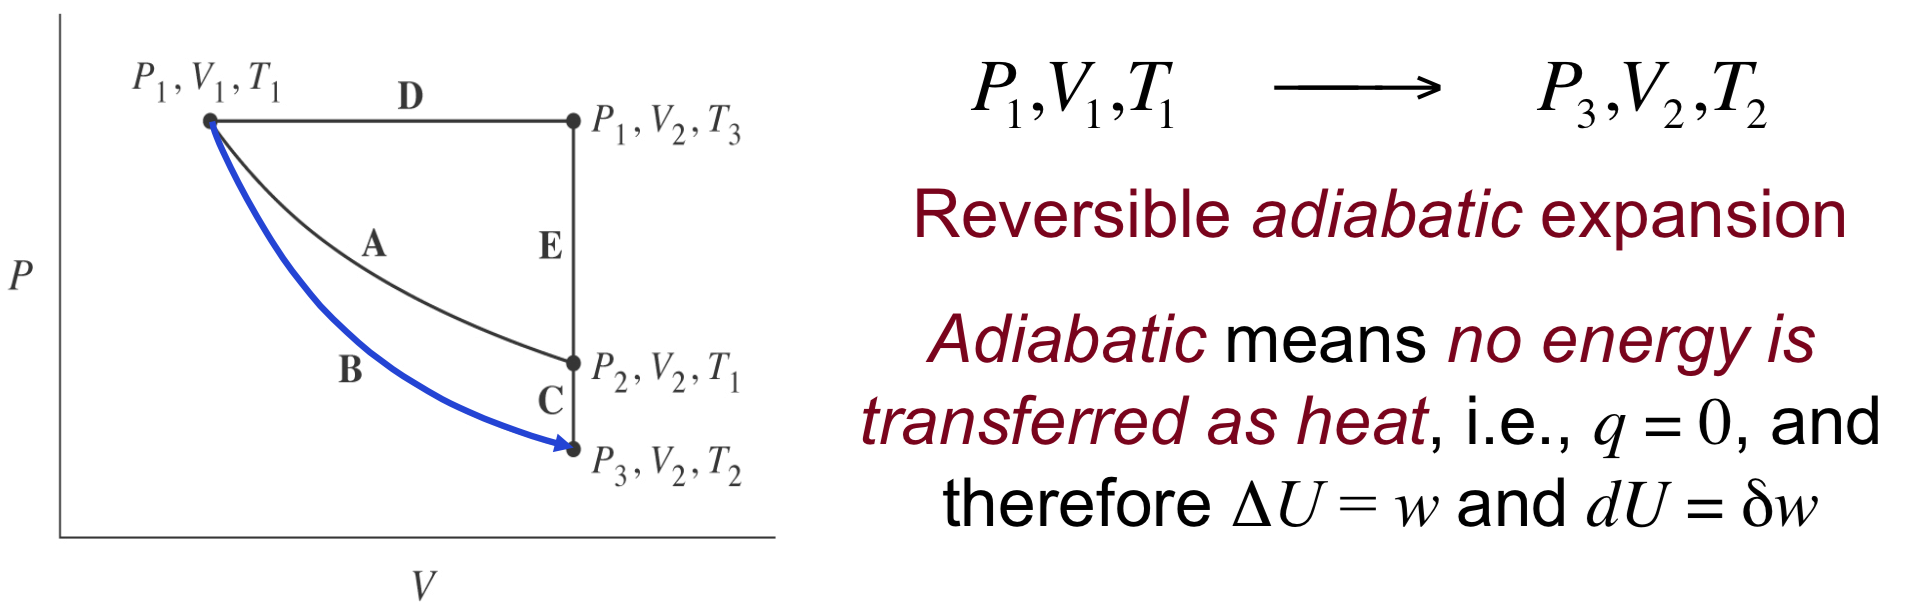 P₁, V₁, T₁
D
P₁, V₂, T₃
A
E
P
B
P₂, V₂, T₁
C
P₃, V₂, T₂
V
P₁,V₁,T₁ ⟶ P₃,V₂,T₂
Reversible adiabatic expansion
Adiabatic means no energy is
transferred as heat, i.e., q = 0, and
therefore ΔU = w and dU = δw